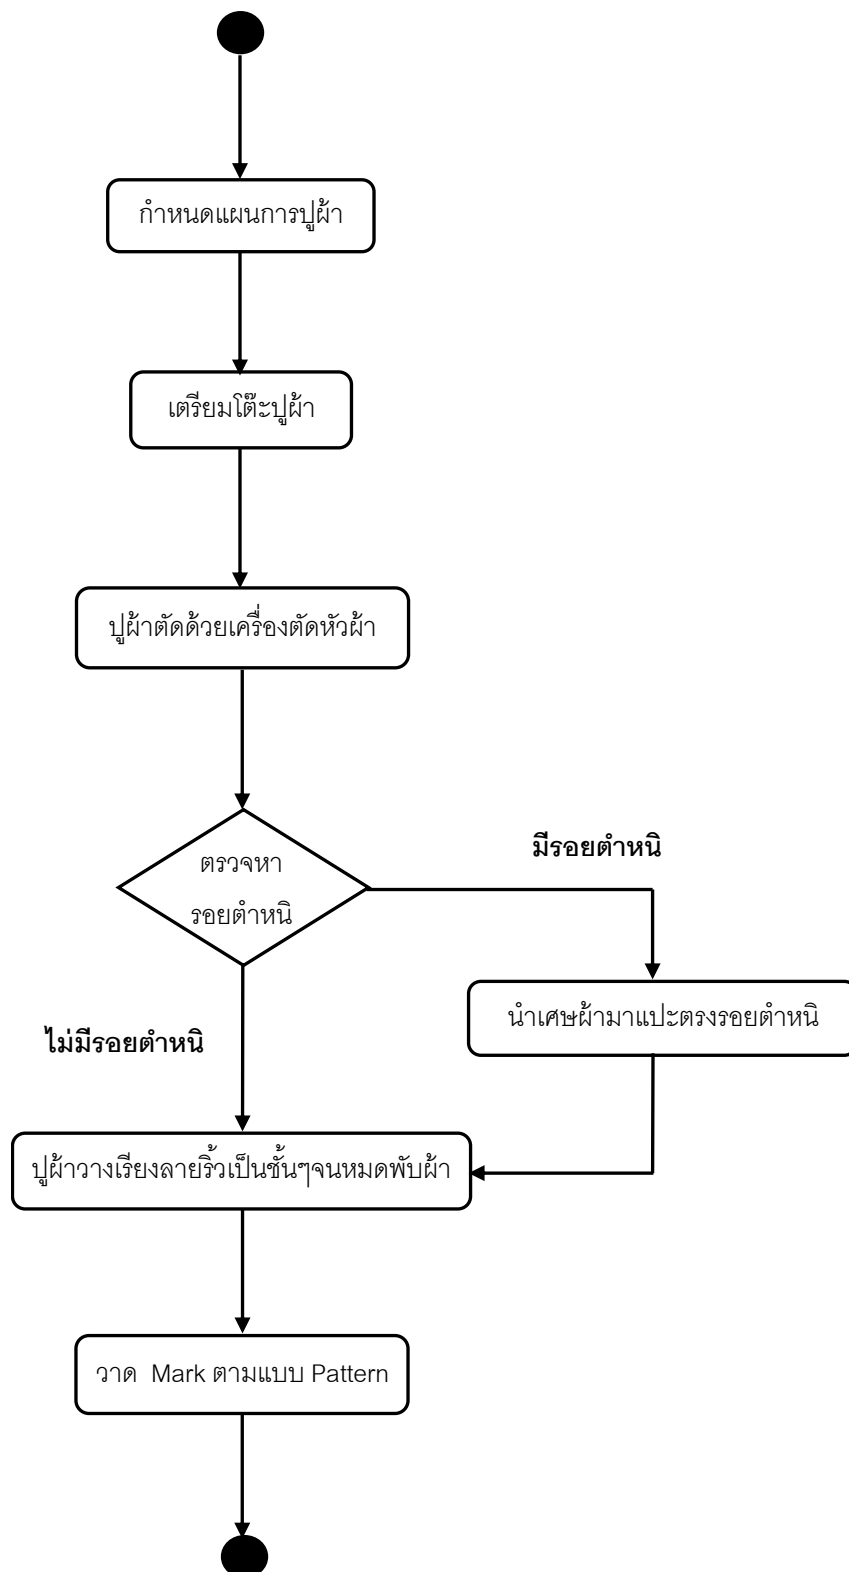 กำหนดแผนการปูผ้า
เตรียมโต๊ะปูผ้า
ปูผ้าตัดด้วยเครื่องตัดหัวผ้า
ตรวจหา
รอยตำหนิ
มีรอยตำหนิ
นำเศษผ้ามาแปะตรงรอยตำหนิ
ไม่มีรอยตำหนิ
ปูผ้าวางเรียงลายริ้วเป็นชั้นๆจนหมดพับผ้า
วาด Mark ตามแบบ Pattern